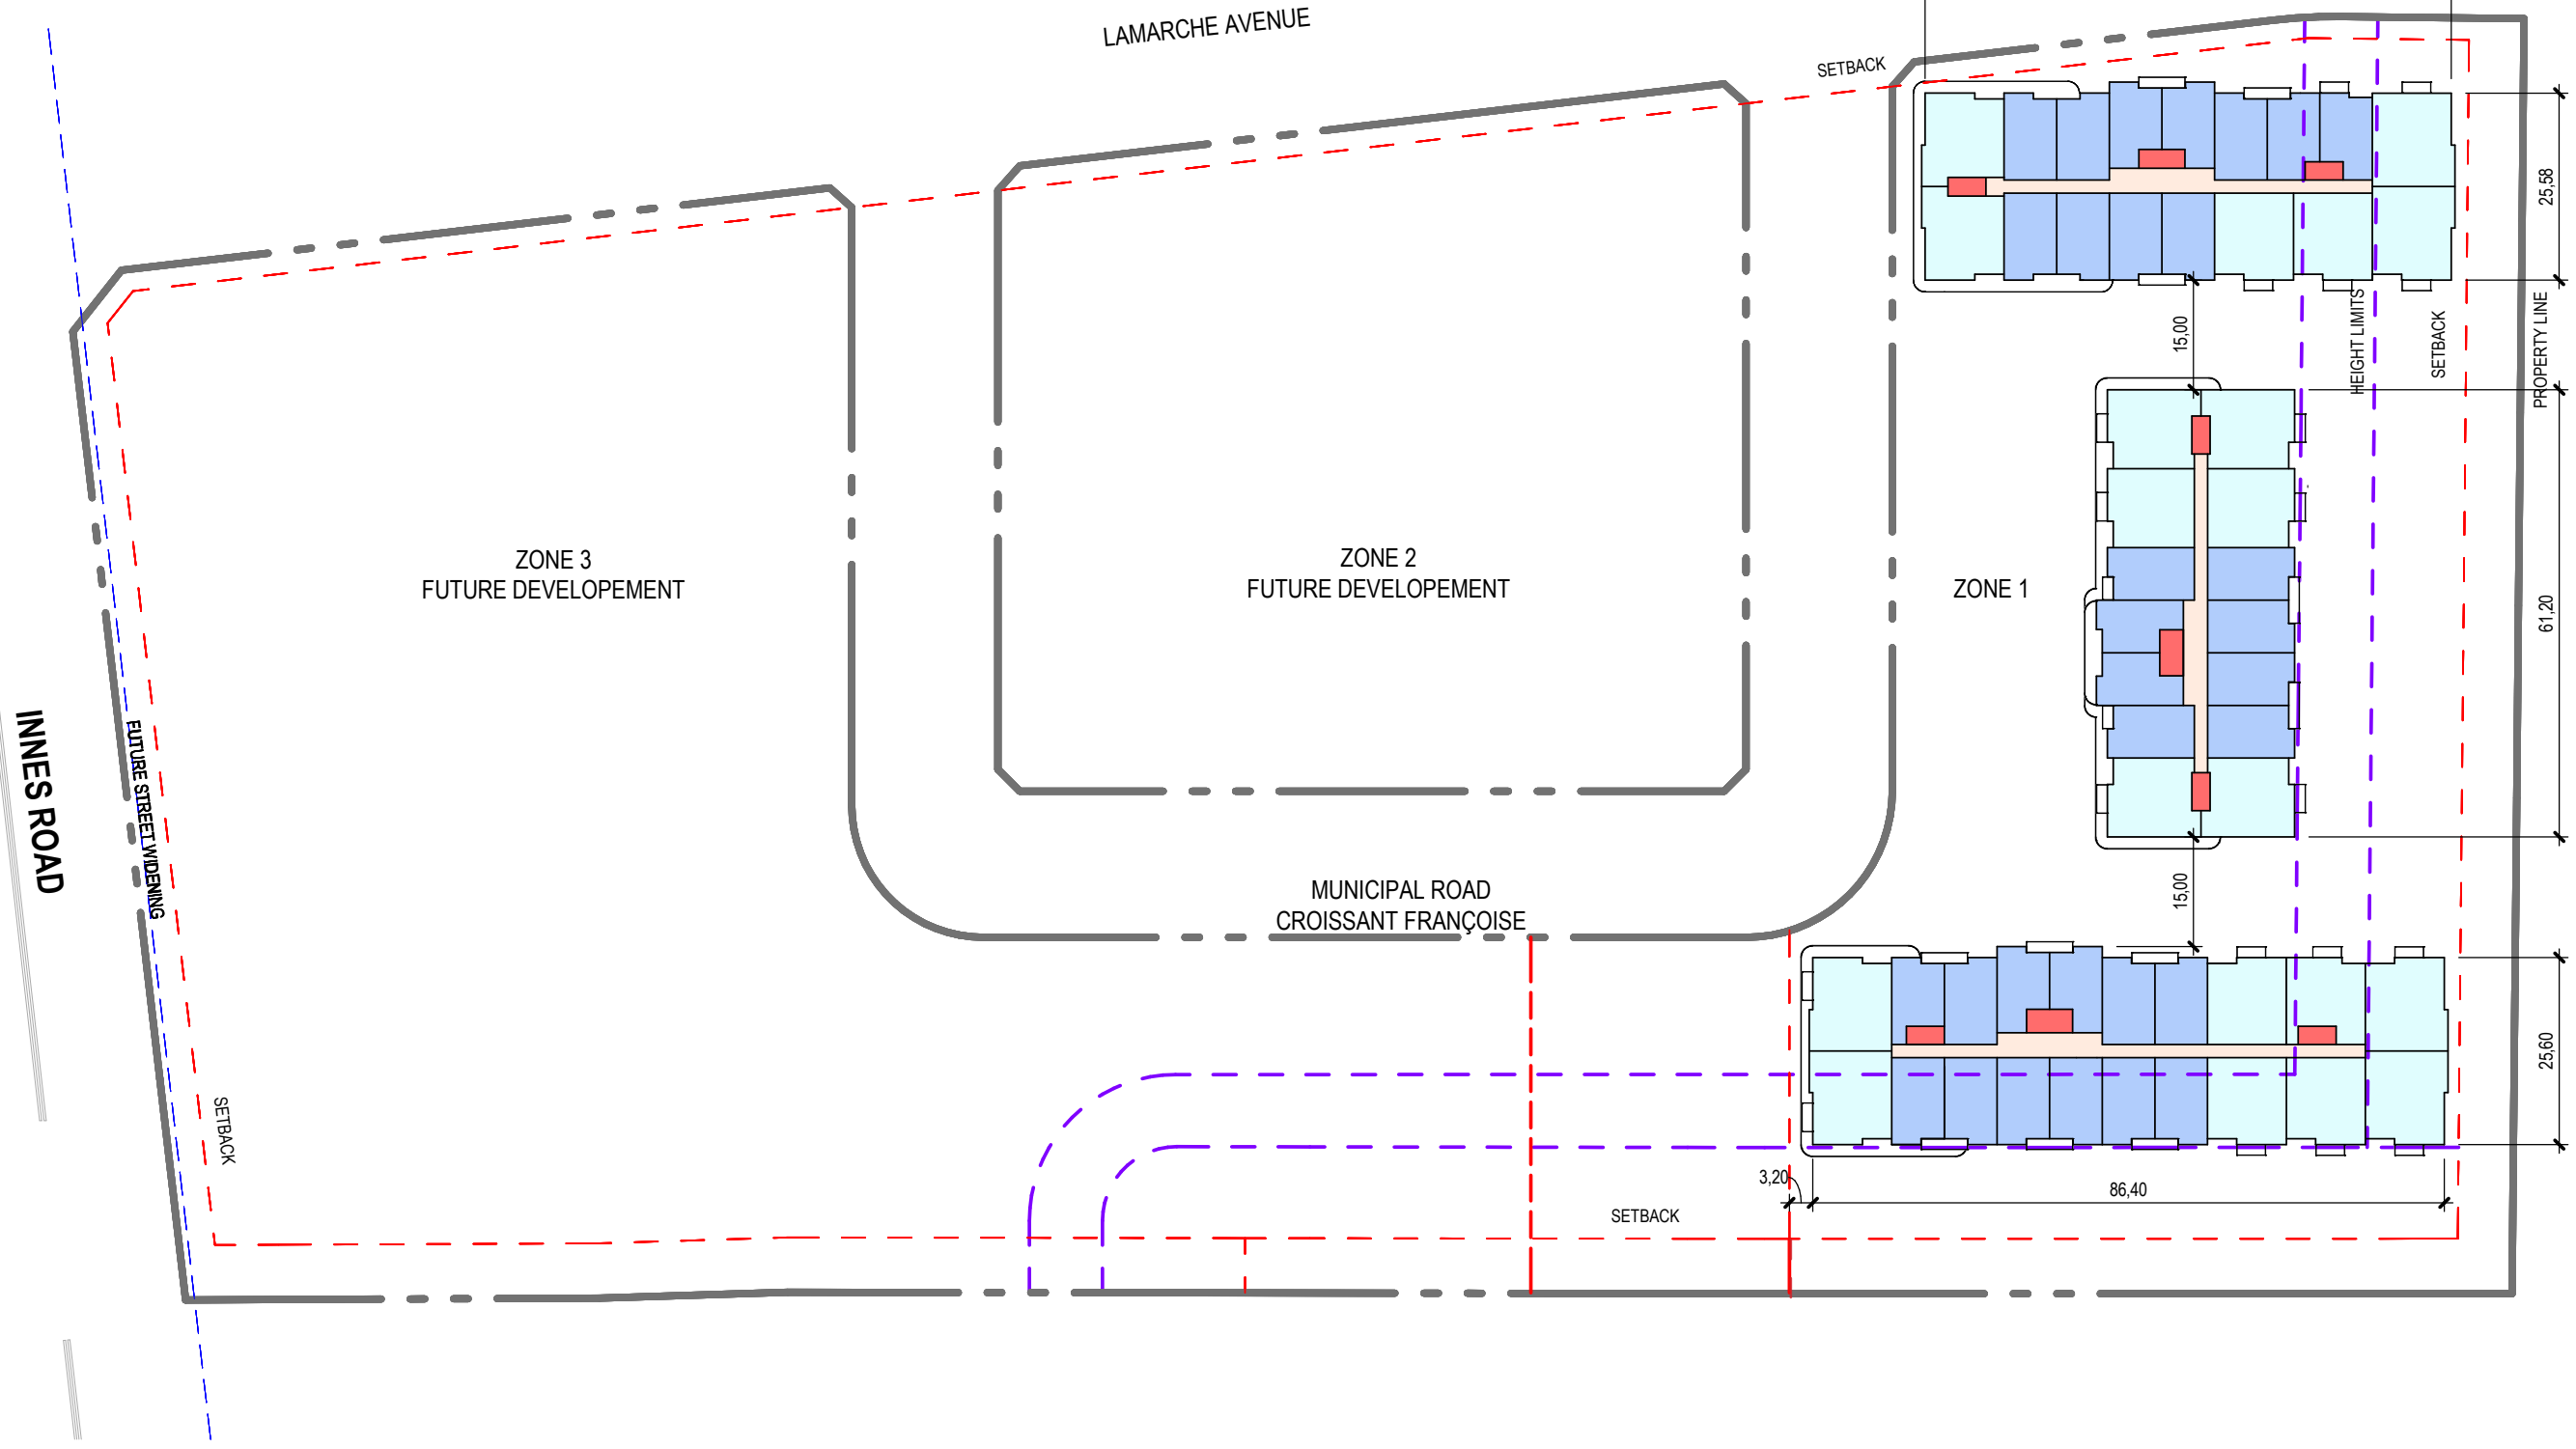 LAMARCHE AVENUE
SETBACK
25,58
15,00
HEIGHT LIMITS
SETBACK
PROPERTY LINE
ZONE 3
FUTURE DEVELOPEMENT
ZONE 2
FUTURE DEVELOPEMENT
ZONE 1
61,20
INNES ROAD
FUTURE STREET WIDENING
MUNICIPAL ROAD
CROISSANT FRANÇOISE
15,00
25,60
SETBACK
3,20
86,40
SETBACK